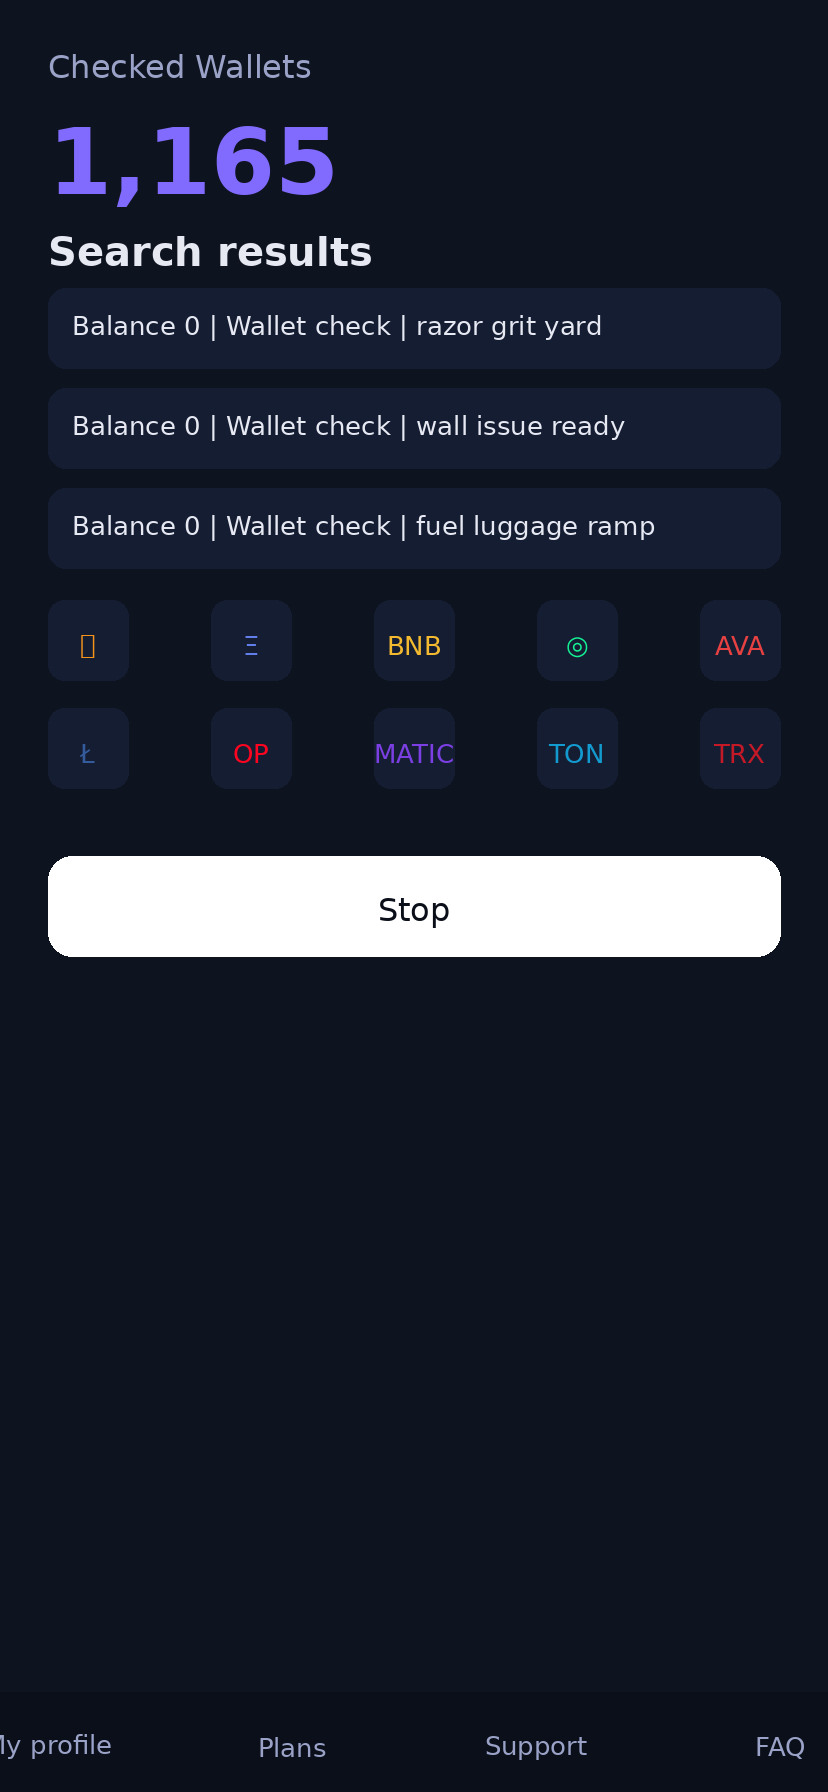 Checked Wallets
1,165
Search results
Balance 0 | Wallet check | razor grit yard
Balance 0 | Wallet check | wall issue ready
Balance 0 | Wallet check | fuel luggage ramp
Ξ BNB ◎ AVA
Ł OP MATIC TON TRX
Stop
My profile Plans Support FAQ